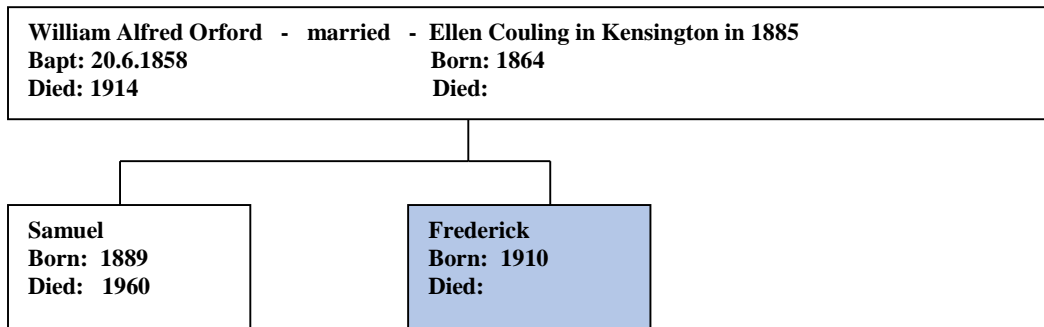 William Alfred Orford - married - Ellen Couling in Kensington in 1885
Bapt: 20.6.1858 Born: 1864
Died: 1914 Died:
Samuel
Born: 1889
Died: 1960
Frederick
Born: 1910
Died: